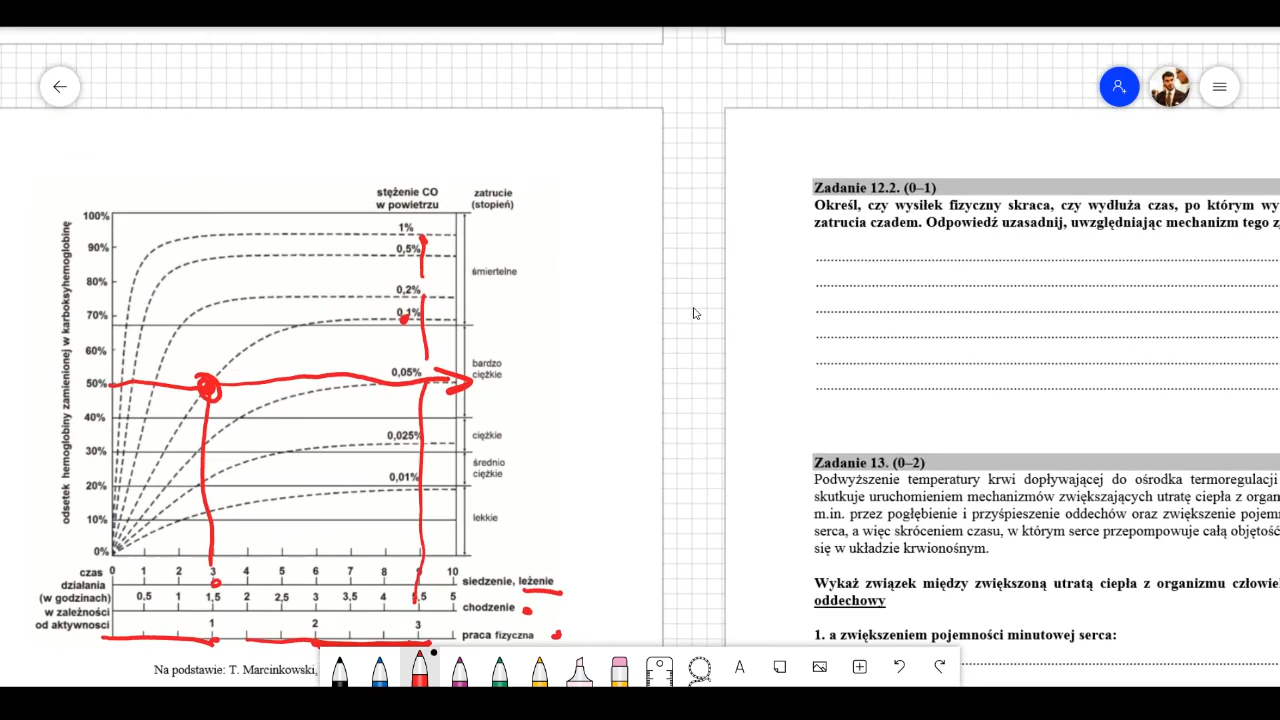 stężenie CO
w powietrzu
zatrucie
(stopień)
odsetek hemoglobiny zamienionej w karboksyhemoglobinę
100%
90%
80%
70%
60%
50%
40%
30%
20%
10%
0%
1%
0,5%
0,2%
0,1%
0,05%
0,025%
0,01%
śmiertelne
bardzo
ciężkie
ciężkie
średnio
ciężkie
lekkie
czas
działania
(w godzinach)
w zależności
od aktywności
0 1 2 3 4 5 6 7 8 9 10 siedzenie, leżenie
0,5 1 1,5 2 2,5 3 3,5 4 4,5 5 chodzenie
1 2 3 praca fizyczna
Na podstawie: T. Marcinkowski,
Zadanie 12.2. (0–1)
Określ, czy wysiłek fizyczny skraca, czy wydłuża czas, po którym
zatrucia czadem. Odpowiedź uzasadnij, uwzględniając mechanizm tego
Zadanie 13. (0–2)
Podwyższenie temperatury krwi dopływającej do ośrodka termoregulacji
skutkuje uruchomieniem mechanizmów zwiększających utratę ciepła z
m.in. przez pogłębienie i przyśpieszenie oddechów oraz zwiększenie
serca, a więc skróceniem czasu, w którym serce przepompowuje całą
się w układzie krwionośnym.
Wykaż związek między zwiększoną utratą ciepła z organizmu
oddechowy
1. a zwiększeniem pojemności minutowej serca:
A